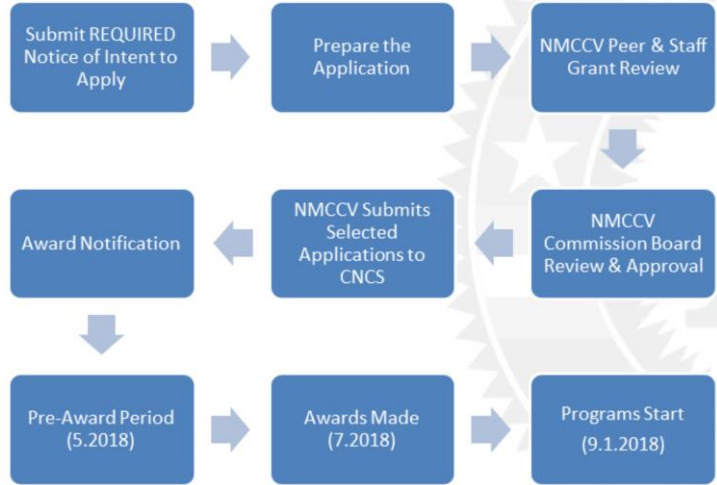 Submit REQUIRED
Notice of Intent to
Apply
Prepare the
Application
NMCCV Peer & Staff
Grant Review
NMCCV
Commission Board
Review & Approval
NMCCV Submits
Selected
Applications to
CNCS
Award Notification
Pre-Award Period
(5.2018)
Awards Made
(7.2018)
Programs Start
(9.1.2018)